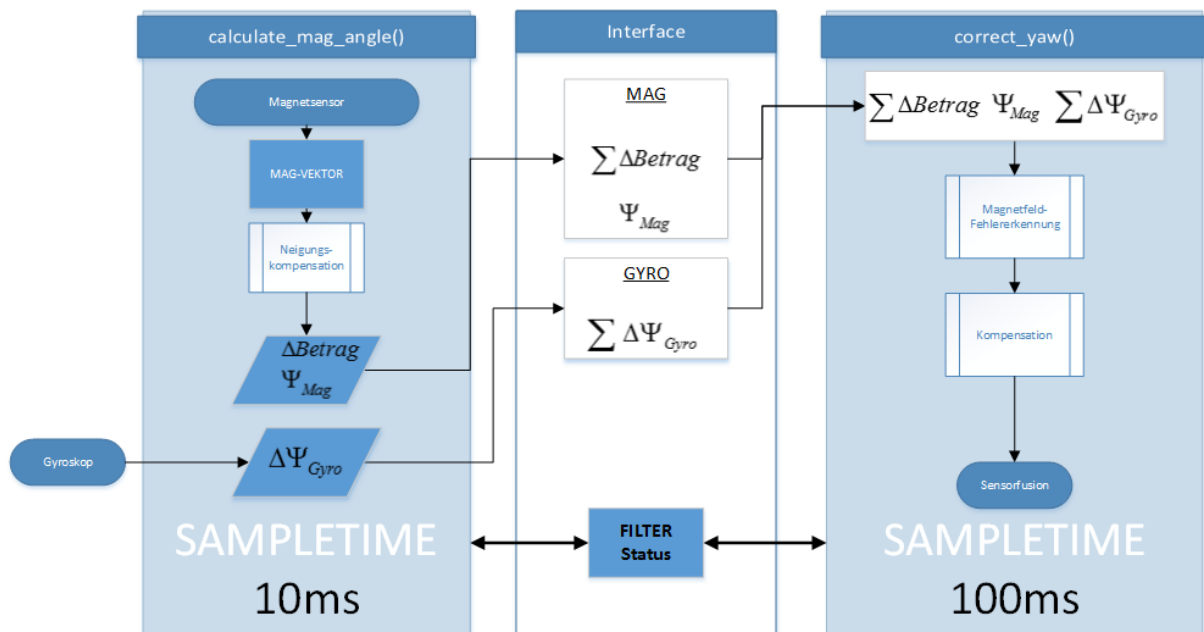 calculate_mag_angle()
Magnetsensor
MAG-VEKTOR
Neigungs-
kompensation
ΔBetrag
Ψ_Mag
Gyroskop
ΔΨ_Gyro
SAMPLETIME
10ms
Interface
MAG
∑ ΔBetrag
Ψ_Mag
GYRO
∑ ΔΨ_Gyro
FILTER
Status
correct_yaw()
∑ ΔBetrag Ψ_Mag ∑ ΔΨ_Gyro
Magnetfeld-
Fehlererkennung
Kompensation
Sensorfusion
SAMPLETIME
100ms